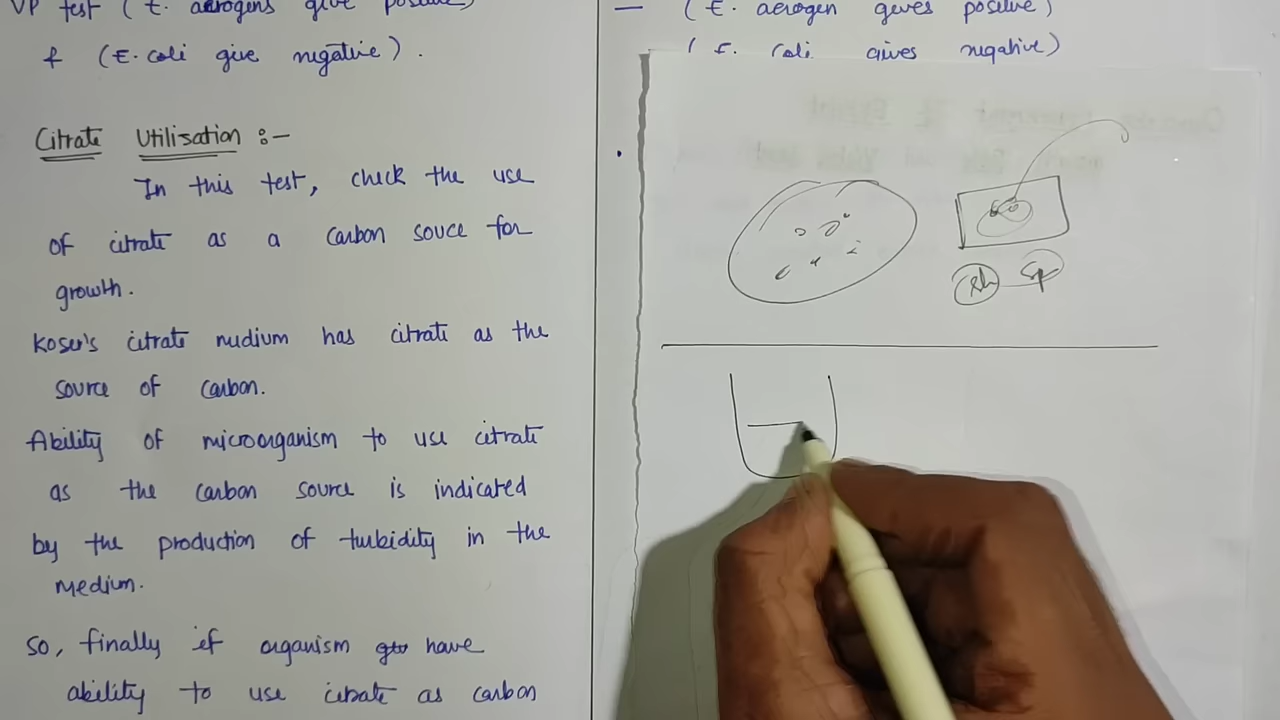 VP test (E. aerogens give positive)
& (E. coli give negative).
Citrate Utilisation :-
In this test, check the use
of citrate as a carbon souce for
growth.
Koser's citrate medium has citrate as the
source of carbon.
Ability of microorganism to use citrate
as the carbon source is indicated
by the production of turbidity in the
medium.
So, finally if organism have
ability to use citrate as carbon
— (E. aerogen geves positive)
(E. coli gives negative)